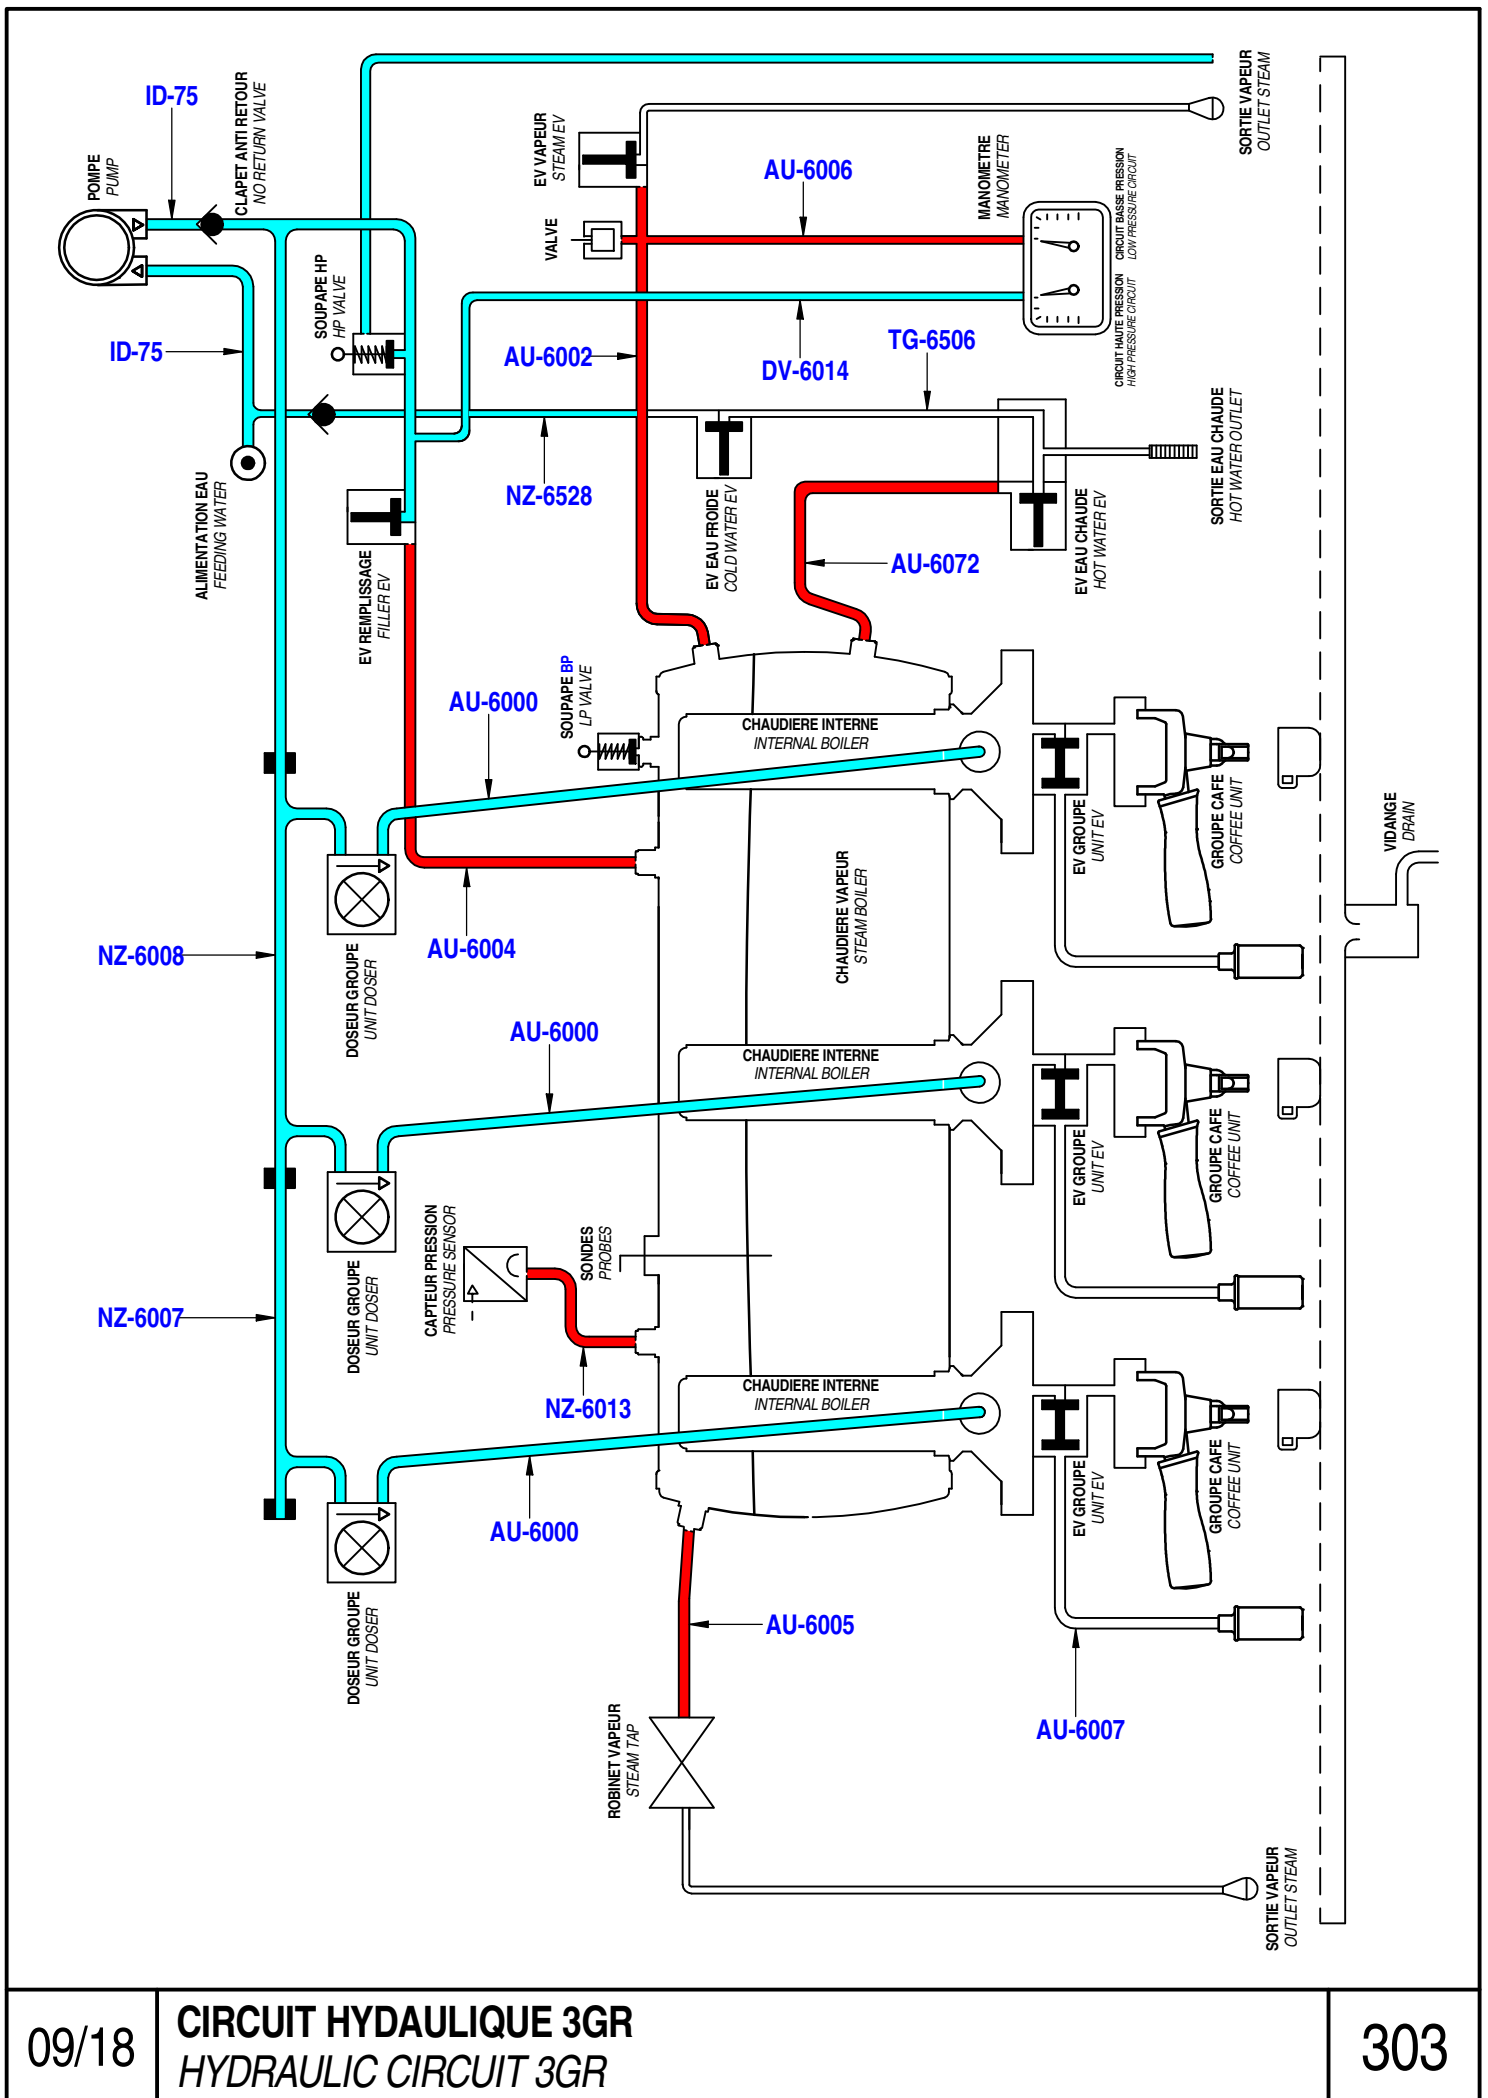 ID-75
POMPE
PUMP
CLAPET ANTI RETOUR
NO RETURN VALVE
EV VAPEUR
STEAM EV
SORTIE VAPEUR
OUTLET STEAM
AU-6006
MANOMETRE
MANOMETER
CIRCUIT BASSE PRESSION
LOW PRESSURE CIRCUIT
CIRCUIT HAUTE PRESSION
HIGH PRESSURE CIRCUIT
VALVE
SOUPAPE HP
HP VALVE
ID-75
AU-6002
DV-6014
TG-6506
ALIMENTATION EAU
FEEDING WATER
NZ-6528
EV REMPLISSAGE
FILLER EV
EV EAU FROIDE
COLD WATER EV
AU-6072
EV EAU CHAUDE
HOT WATER EV
SORTIE EAU CHAUDE
HOT WATER OUTLET
AU-6000
SOUPAPE BP
LP VALVE
CHAUDIERE INTERNE
INTERNAL BOILER
EV GROUPE
UNIT EV
GROUPE CAFE
COFFEE UNIT
VIDANGE
DRAIN
CHAUDIERE VAPEUR
STEAM BOILER
NZ-6008
AU-6004
DOSEUR GROUPE
UNIT DOSER
AU-6000
CHAUDIERE INTERNE
INTERNAL BOILER
EV GROUPE
UNIT EV
GROUPE CAFE
COFFEE UNIT
CAPTEUR PRESSION
PRESSURE SENSOR
SONDES
PROBES
NZ-6007
DOSEUR GROUPE
UNIT DOSER
NZ-6013
CHAUDIERE INTERNE
INTERNAL BOILER
EV GROUPE
UNIT EV
GROUPE CAFE
COFFEE UNIT
AU-6000
DOSEUR GROUPE
UNIT DOSER
AU-6005
ROBINET VAPEUR
STEAM TAP
AU-6007
SORTIE VAPEUR
OUTLET STEAM
09/18
CIRCUIT HYDAULIQUE 3GR
HYDRAULIC CIRCUIT 3GR
303